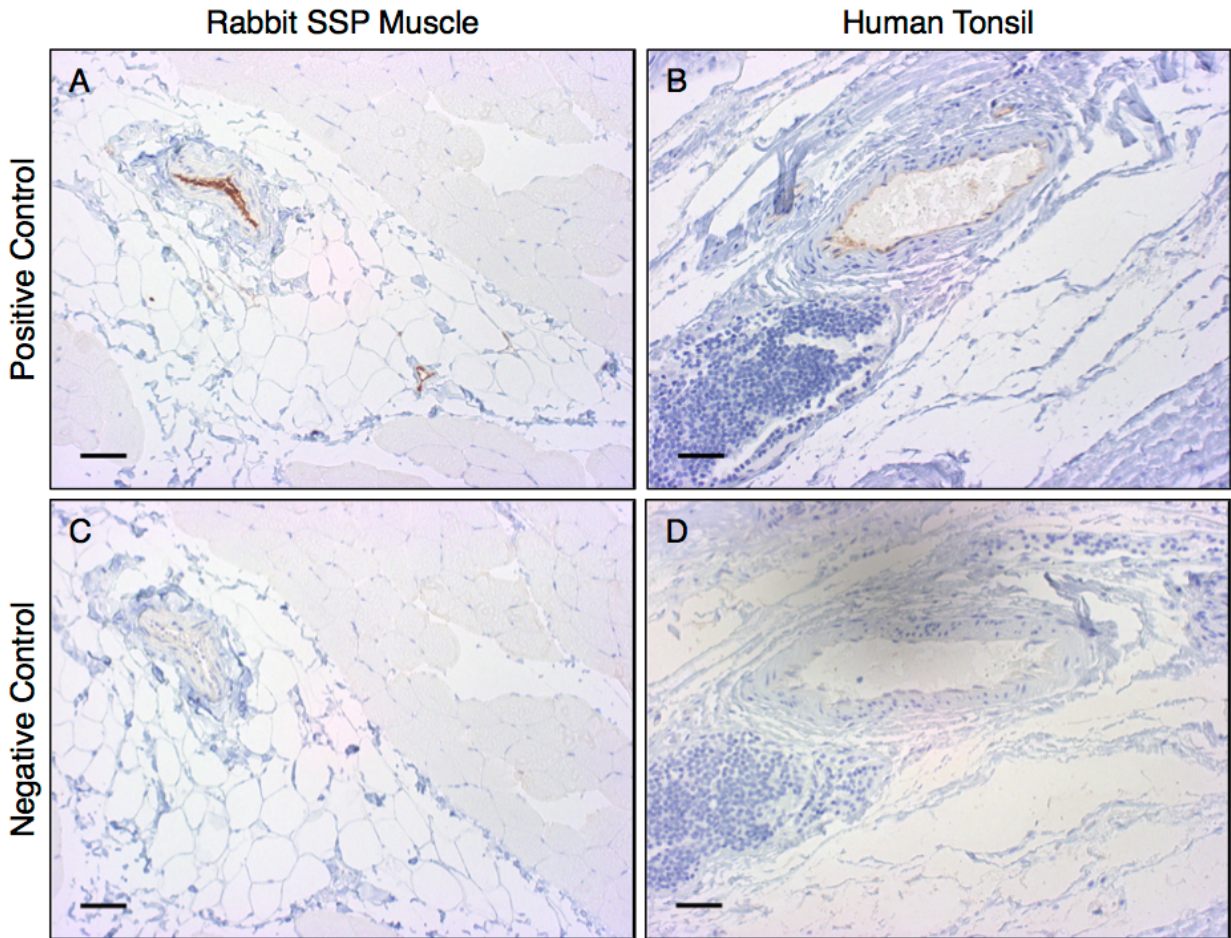 Rabbit SSP Muscle
Human Tonsil
Positive Control
A
B
Negative Control
C
D